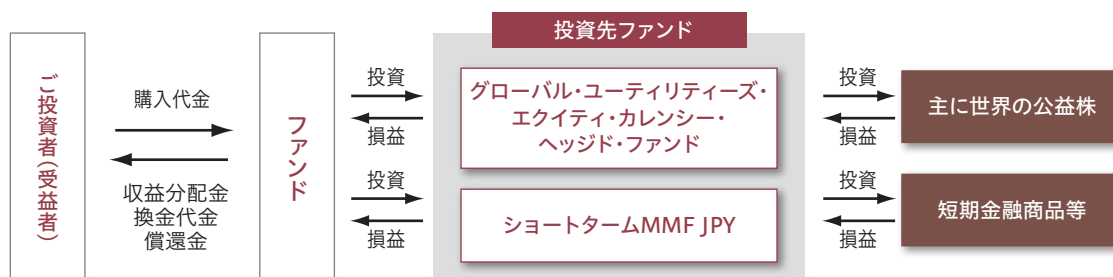 投資先ファンド
ご投資者(受益者)
購入代金
収益分配金
換金代金
償還金
ファンド
投資
損益
グローバル・ユーティリティーズ・
エクイティ・カレンシー・
ヘッジド・ファンド
投資
損益
主に世界の公益株
投資
損益
ショートタームMMF JPY
投資
損益
短期金融商品等